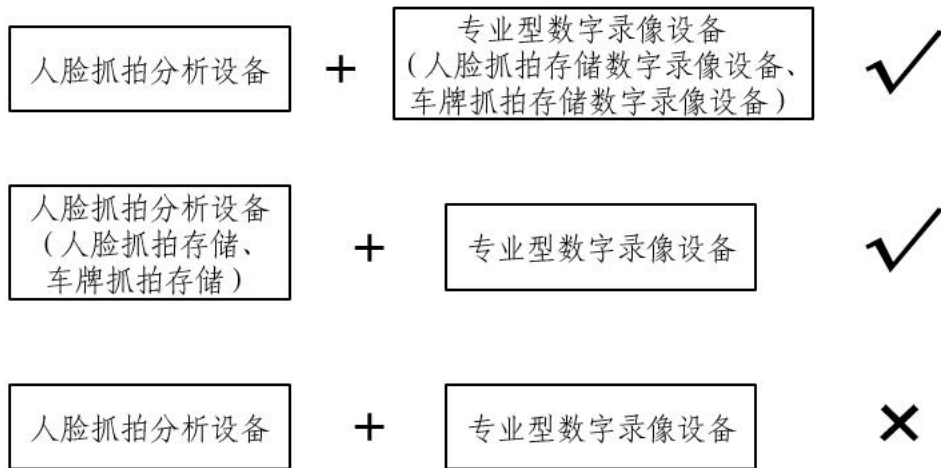 人脸抓拍分析设备 + 专业型数字录像设备
(人脸抓拍存储数字录像设备、
车牌抓拍存储数字录像设备) ✓
人脸抓拍分析设备
(人脸抓拍存储、
车牌抓拍存储) + 专业型数字录像设备 ✓
人脸抓拍分析设备 + 专业型数字录像设备 ×